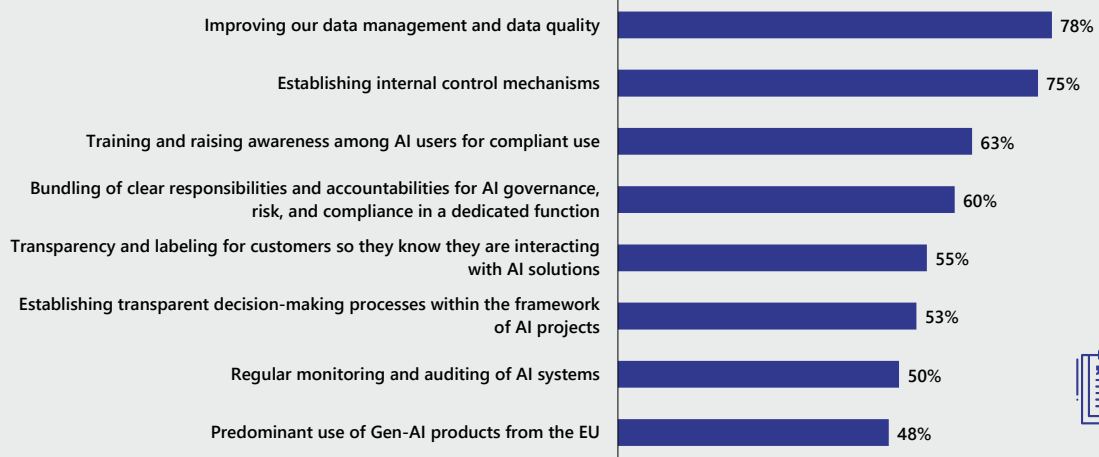 Improving our data management and data quality
78%
Establishing internal control mechanisms
75%
Training and raising awareness among AI users for compliant use
63%
Bundling of clear responsibilities and accountabilities for AI governance,
risk, and compliance in a dedicated function
60%
Transparency and labeling for customers so they know they are interacting
with AI solutions
55%
Establishing transparent decision-making processes within the framework
of AI projects
53%
Regular monitoring and auditing of AI systems
50%
Predominant use of Gen-AI products from the EU
48%